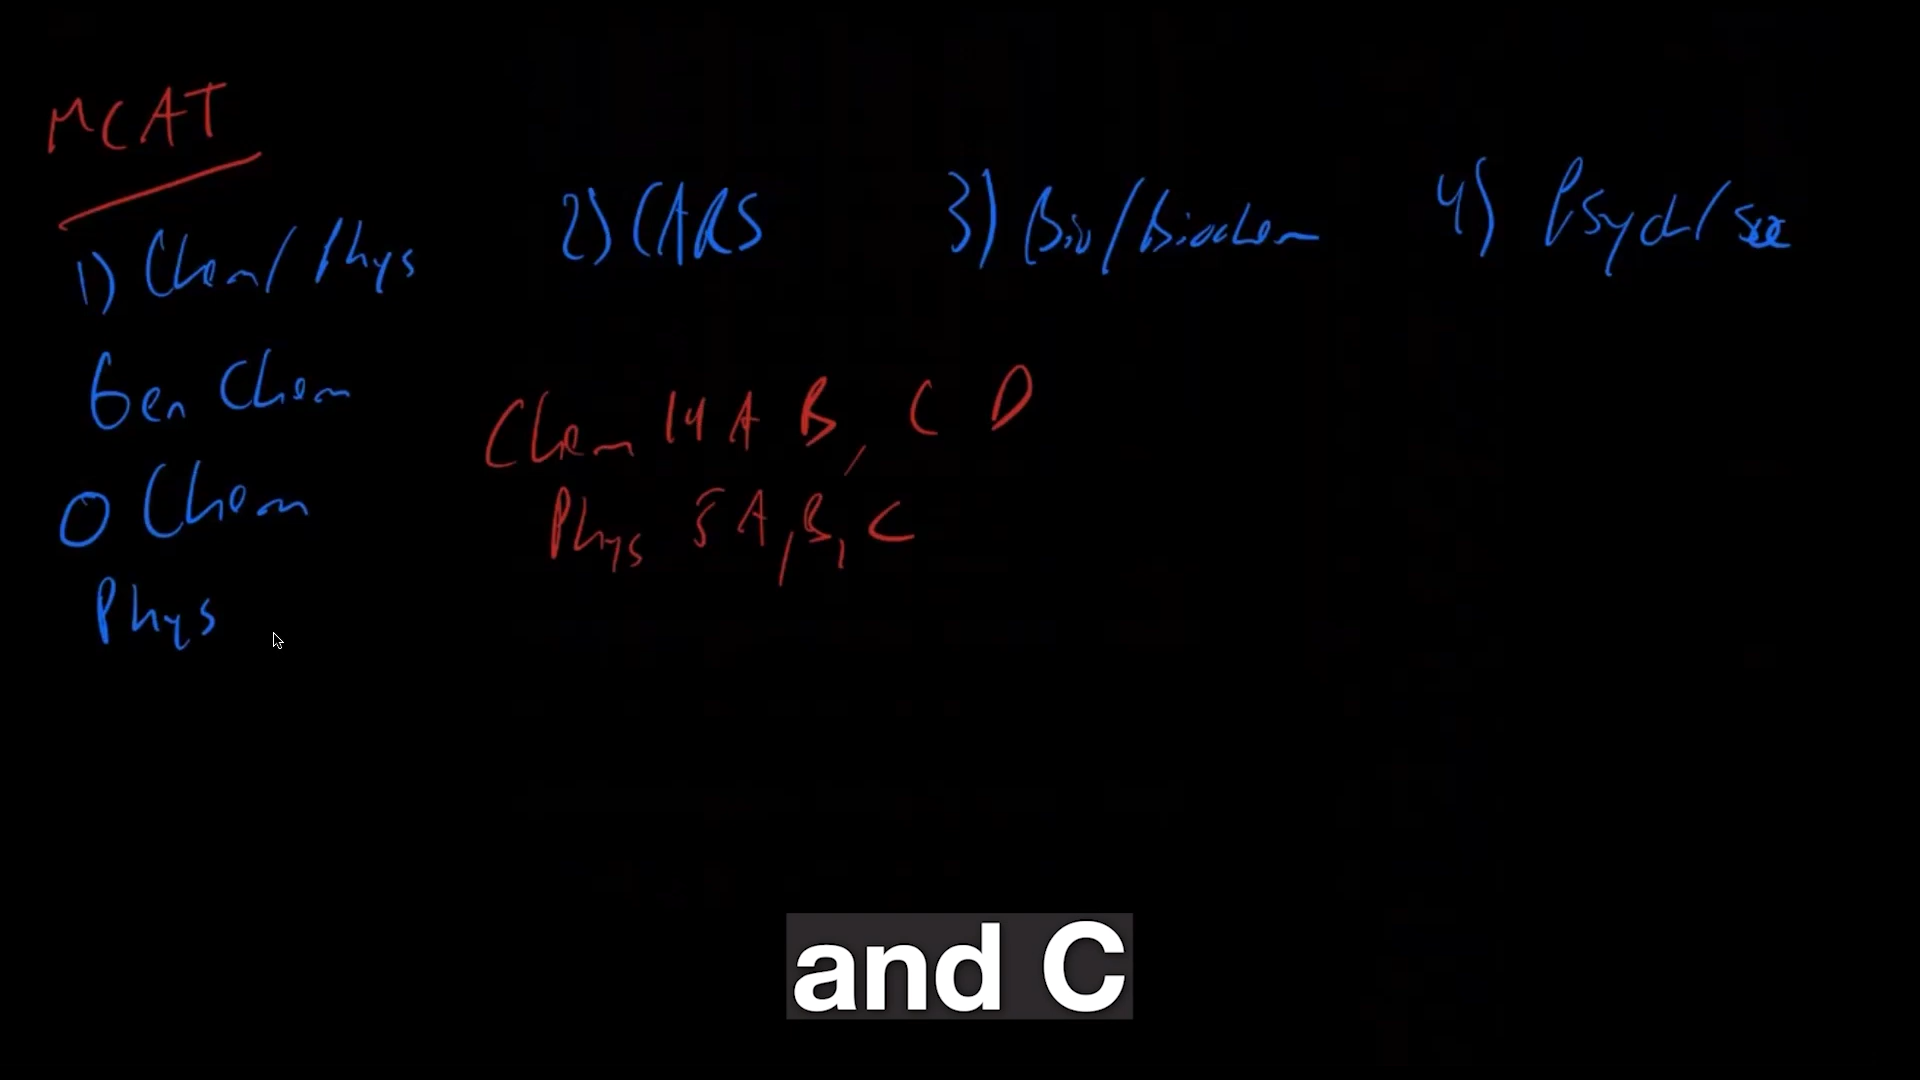 MCAT
1) Chem/Phys
2) CARS
3) Bio/Biochem
4) Psych/
Gen Chem
O Chem
Phys
Chem 14 A B, C D
Phys 5 A, B, C
and C